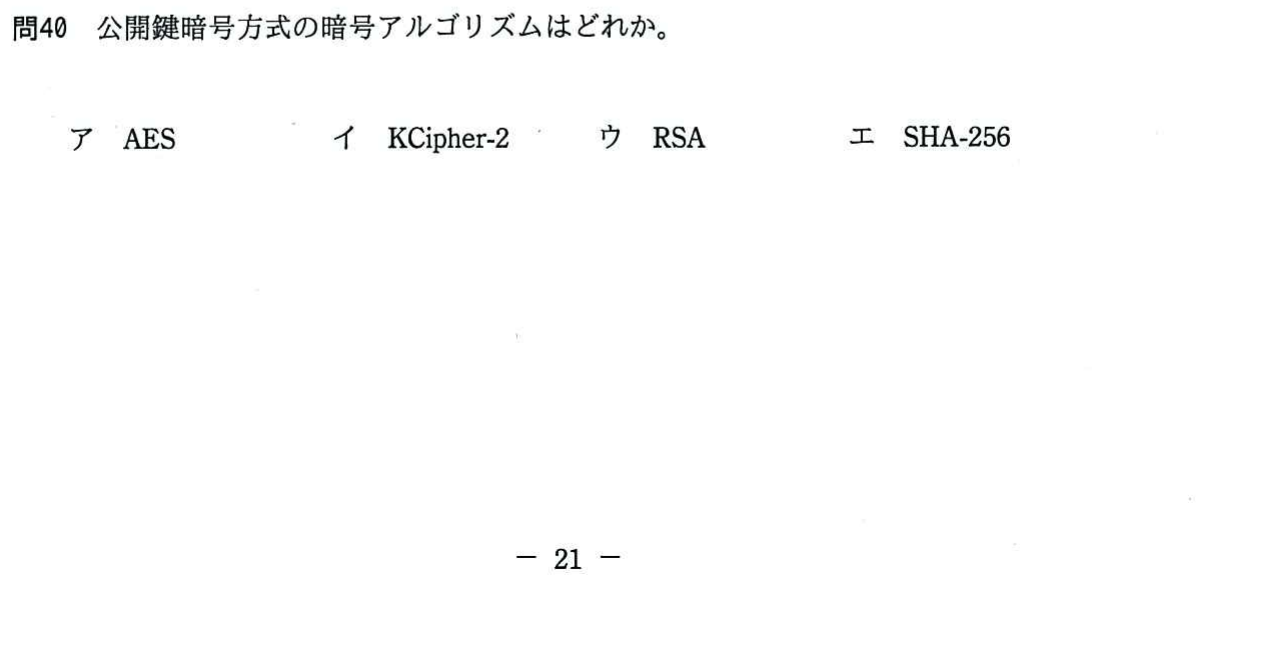 問40　公開鍵暗号方式の暗号アルゴリズムはどれか。
ア　AES　イ　KCipher-2　ウ　RSA　エ　SHA-256
－ 21 －